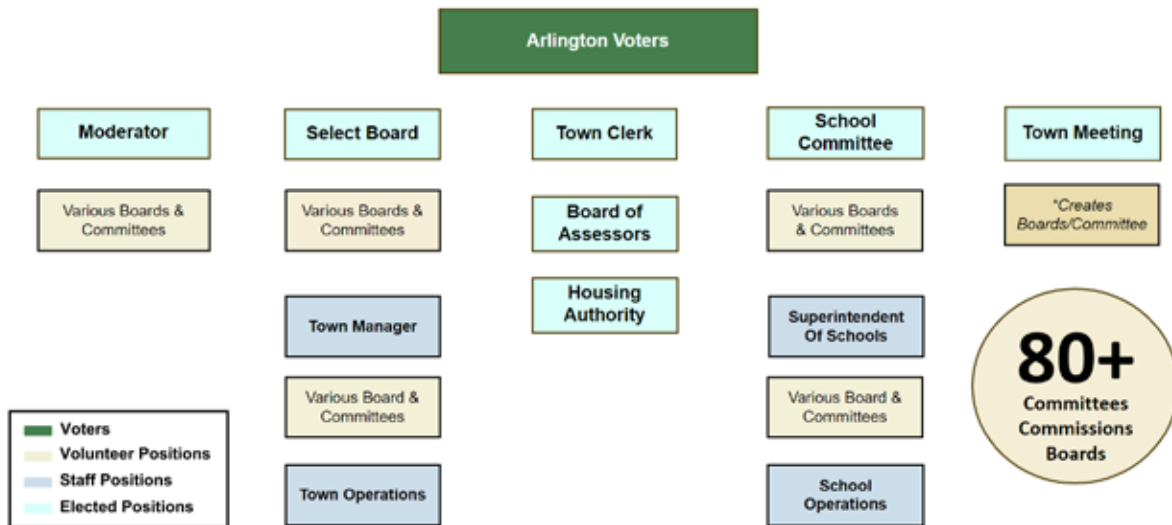 Arlington Voters
Moderator
Select Board
Town Clerk
School
Committee
Town Meeting
Various Boards &
Committees
Various Boards &
Committees
Board of
Assessors
Various Boards
& Committees
*Creates
Boards/Committee
Housing
Authority
Town Manager
Superintendent
Of Schools
80+
Committees
Commissions
Boards
Various Board &
Committees
Various Board &
Committees
Town Operations
School
Operations
Voters
Volunteer Positions
Staff Positions
Elected Positions